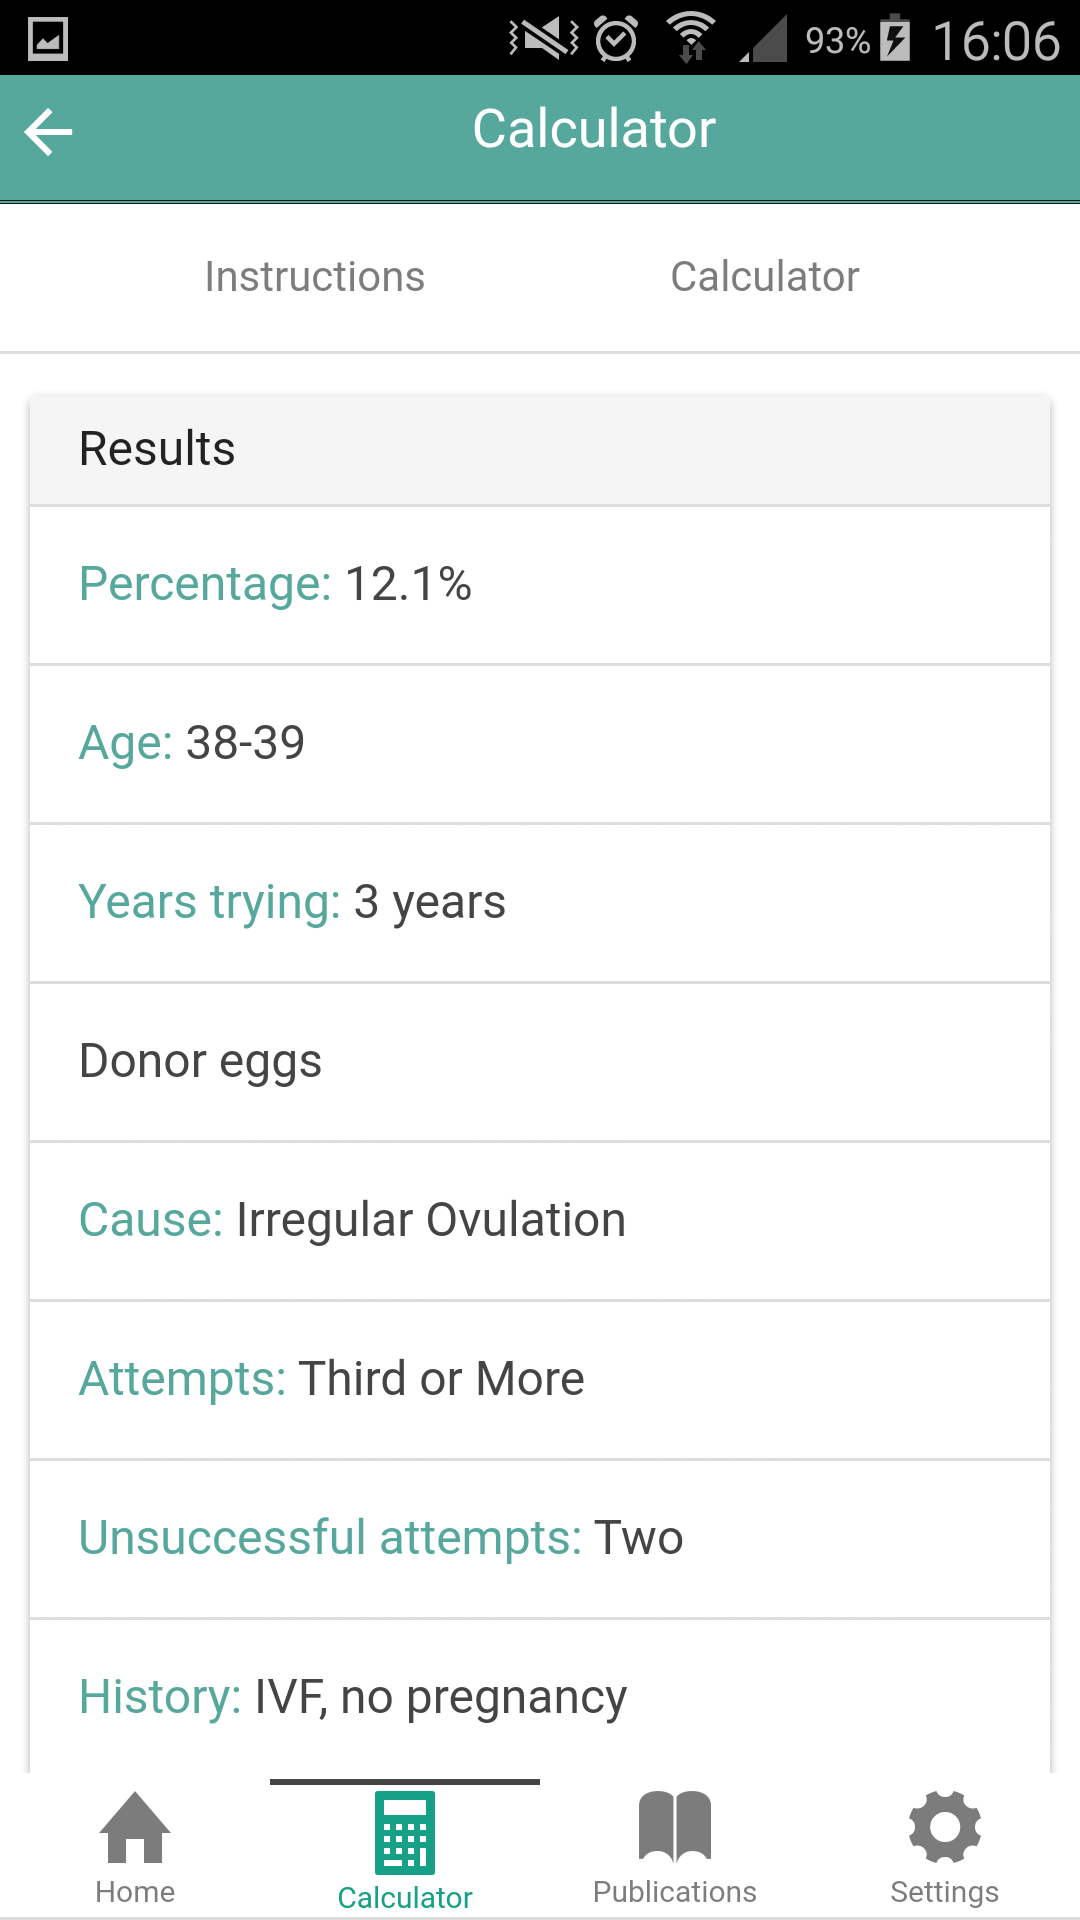 93% 16:06
Calculator
Instructions Calculator
Results
Percentage: 12.1%
Age: 38-39
Years trying: 3 years
Donor eggs
Cause: Irregular Ovulation
Attempts: Third or More
Unsuccessful attempts: Two
History: IVF, no pregnancy
Home Calculator Publications Settings